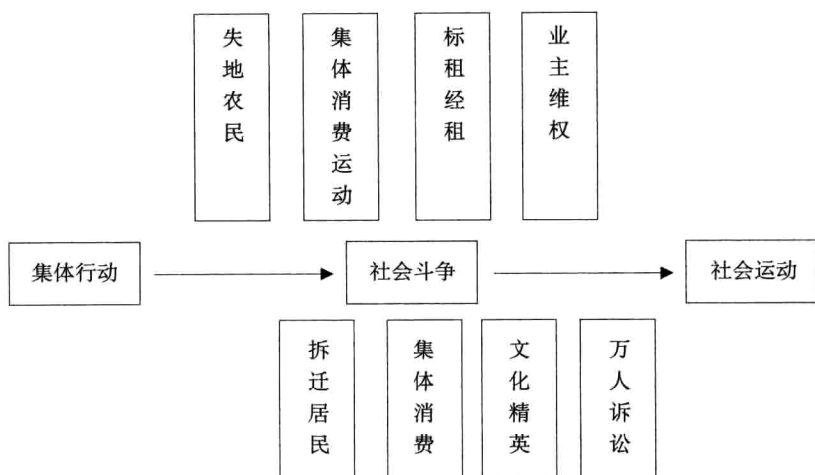 失地农民
集体消费运动
标租经租
业主维权
集体行动
社会斗争
社会运动
拆迁居民
集体消费
文化精英
万人诉讼